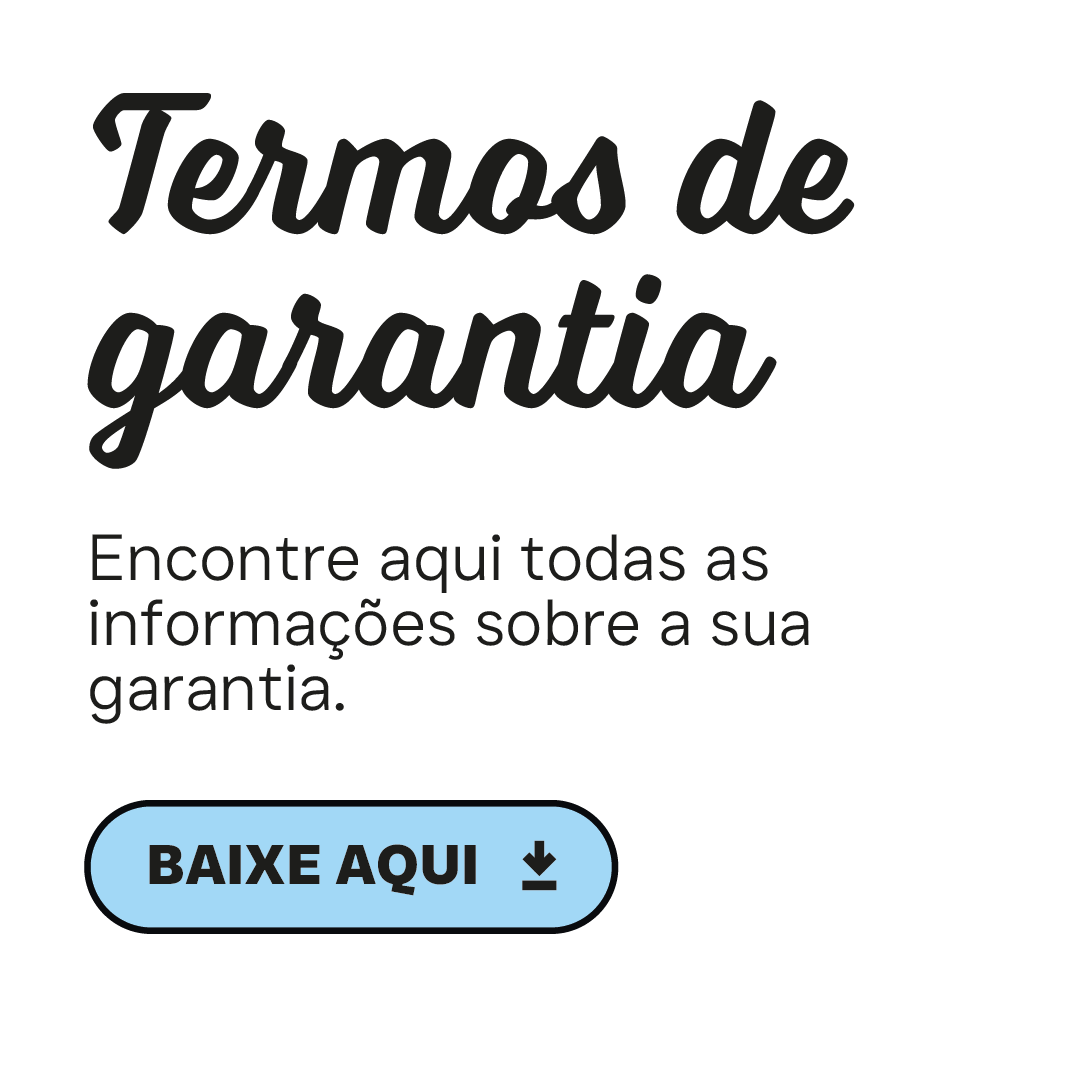 Termos de
garantia
Encontre aqui todas as
informações sobre a sua
garantia.
BAIXE AQUI